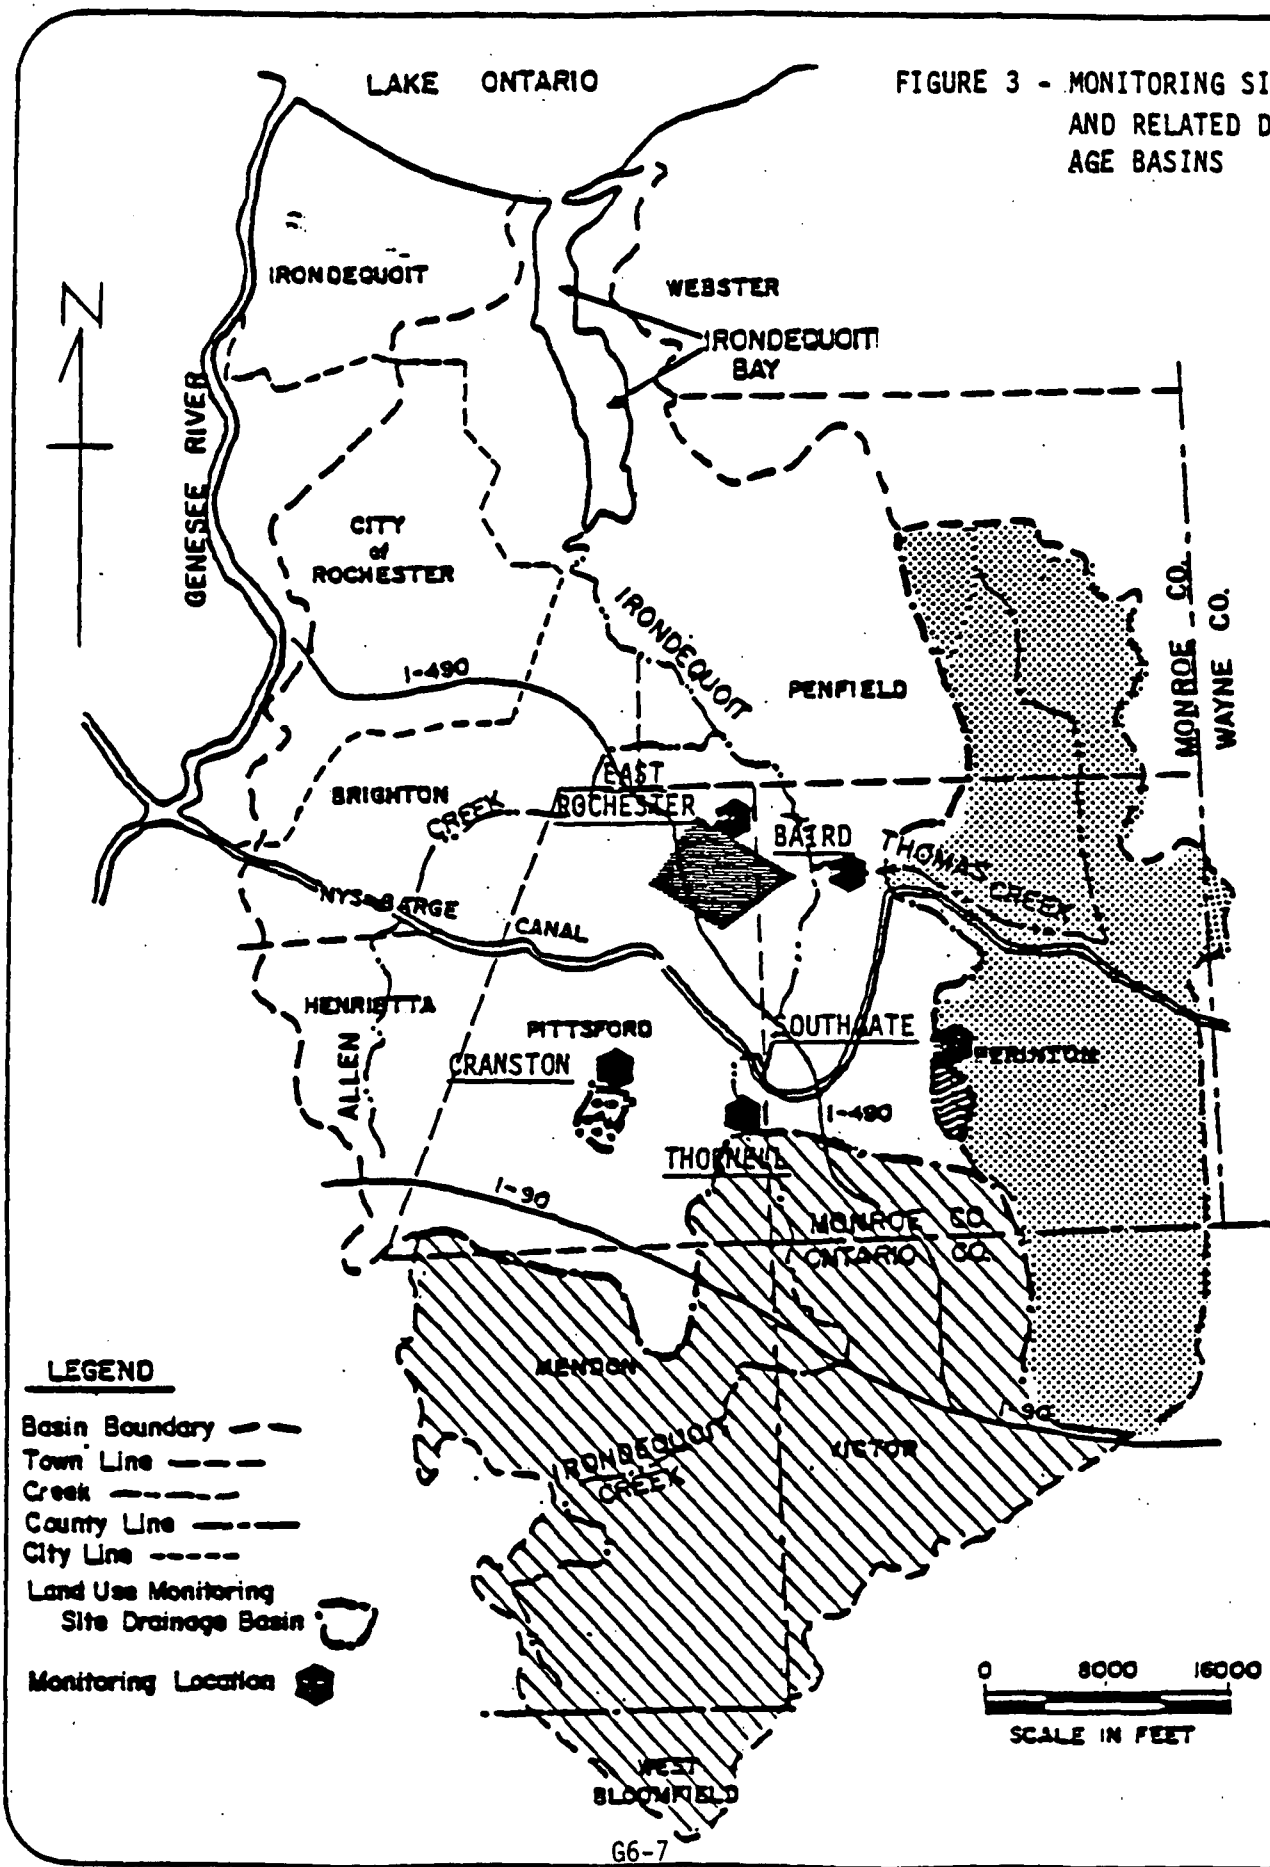 LAKE ONTARIO
FIGURE 3 - MONITORING SI
AND RELATED D
AGE BASINS
N
IRONDEQUOIT
WEBSTER
IRONDEQUOIT
BAY
GENESEE RIVER
CITY
of
ROCHESTER
IRONDEQUOIT
MONROE CO.
WAYNE CO.
I-490
PENFIELD
EAST
ROCHESTER
BRIGHTON
CREEK
BAIRD
THOMAS CREEK
NYS BARGE
CANAL
HENRIETTA
PITTSFORD
SOUTHGATE
CRANSTON
PERINTON
ALLEN
I-490
THORNELL
I-90
MONROE CO.
ONTARIO CO.
MENDON
I-90
IRONDEQUOIT
CREEK
VICTOR
LEGEND
Basin Boundary
Town Line
Creek
County Line
City Line
Land Use Monitoring
Site Drainage Basin
Monitoring Location
0 8000 16000
SCALE IN FEET
WEST
BLOOMFIELD
G6-7